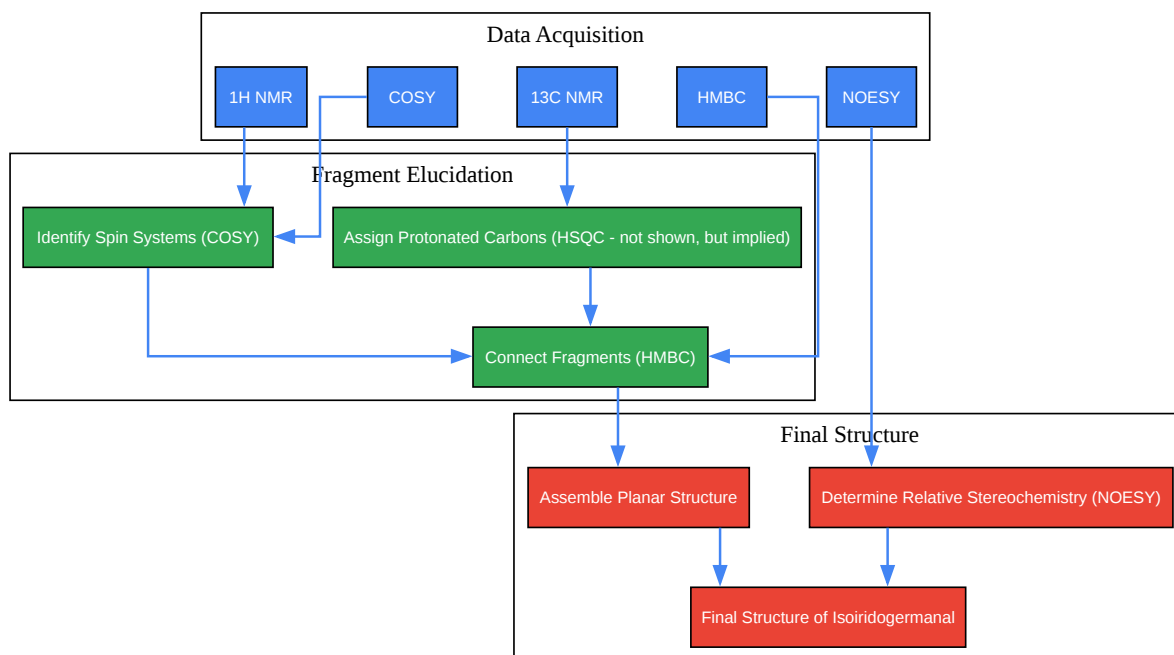 Data Acquisition
1H NMR
COSY
13C NMR
HMBC
NOESY
Fragment Elucidation
Identify Spin Systems (COSY)
Assign Protonated Carbons (HSQC - not shown, but implied)
Connect Fragments (HMBC)
Final Structure
Assemble Planar Structure
Determine Relative Stereochemistry (NOESY)
Final Structure of Isoiridogermanal